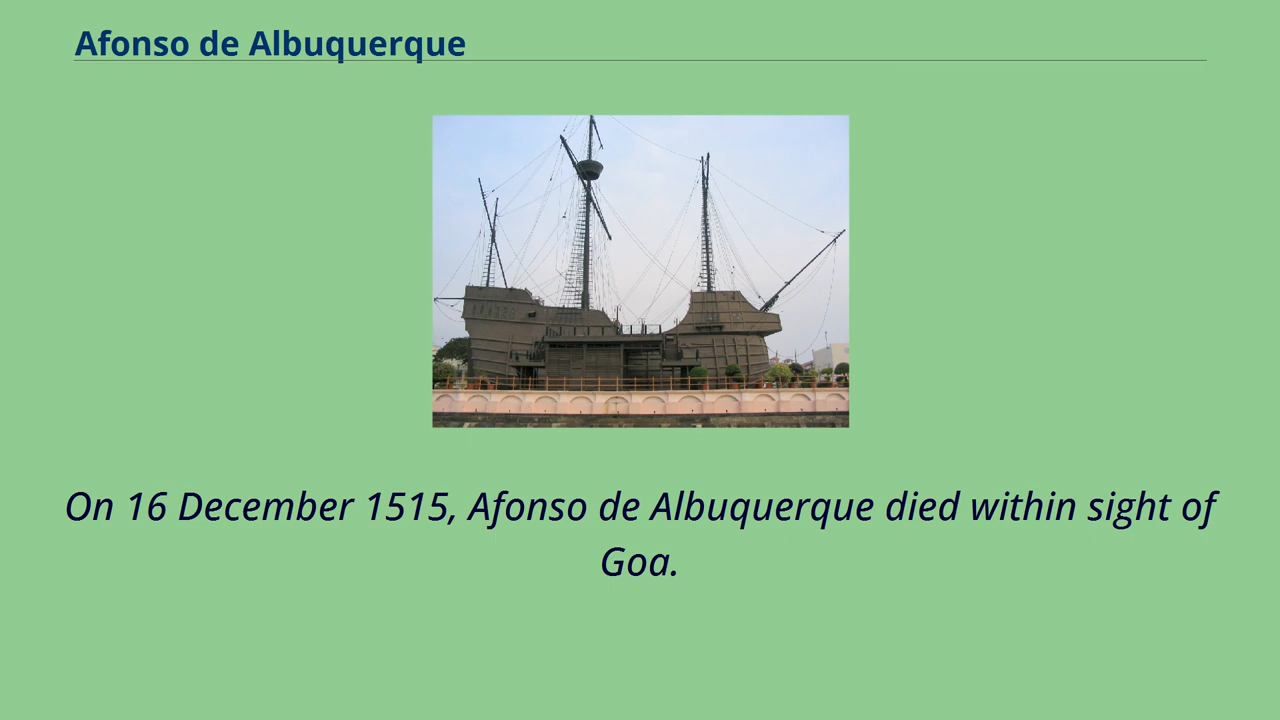 Afonso de Albuquerque
On 16 December 1515, Afonso de Albuquerque died within sight of
Goa.